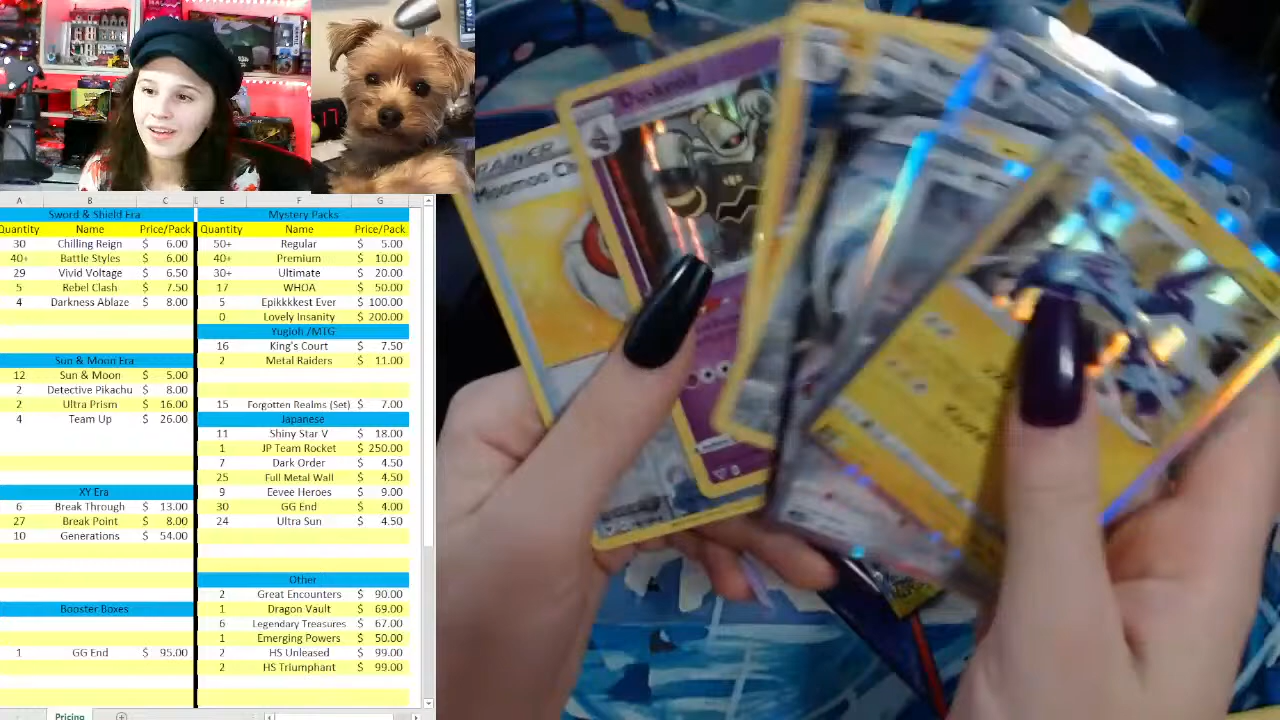 A B C E F G
Sword & Shield Era Mystery Packs
Quantity Name Price/Pack Quantity Name Price/Pack
30 Chilling Reign $ 6.00 50+ Regular $ 5.00
40+ Battle Styles $ 6.00 40+ Premium $ 10.00
29 Vivid Voltage $ 6.50 30+ Ultimate $ 20.00
5 Rebel Clash $ 7.50 17 WHOA $ 50.00
4 Darkness Ablaze $ 8.00 5 Epikkkkest Ever $ 100.00
0 Lovely Insanity $ 200.00
Yugioh /MTG
16 King's Court $ 7.50
Sun & Moon Era 2 Metal Raiders $ 11.00
12 Sun & Moon $ 5.00
2 Detective Pikachu $ 8.00
2 Ultra Prism $ 16.00 15 Forgotten Realms (Set) $ 7.00
4 Team Up $ 26.00 Japanese
11 Shiny Star V $ 18.00
1 JP Team Rocket $ 250.00
7 Dark Order $ 4.50
25 Full Metal Wall $ 4.50
XY Era 9 Eevee Heroes $ 9.00
6 Break Through $ 13.00 30 GG End $ 4.00
27 Break Point $ 8.00 24 Ultra Sun $ 4.50
10 Generations $ 54.00
Other
2 Great Encounters $ 90.00
Booster Boxes 1 Dragon Vault $ 69.00
6 Legendary Treasures $ 67.00
1 Emerging Powers $ 50.00
1 GG End $ 95.00 2 HS Unleased $ 99.00
2 HS Triumphant $ 99.00
Pricing
TRAINER
Moomoo